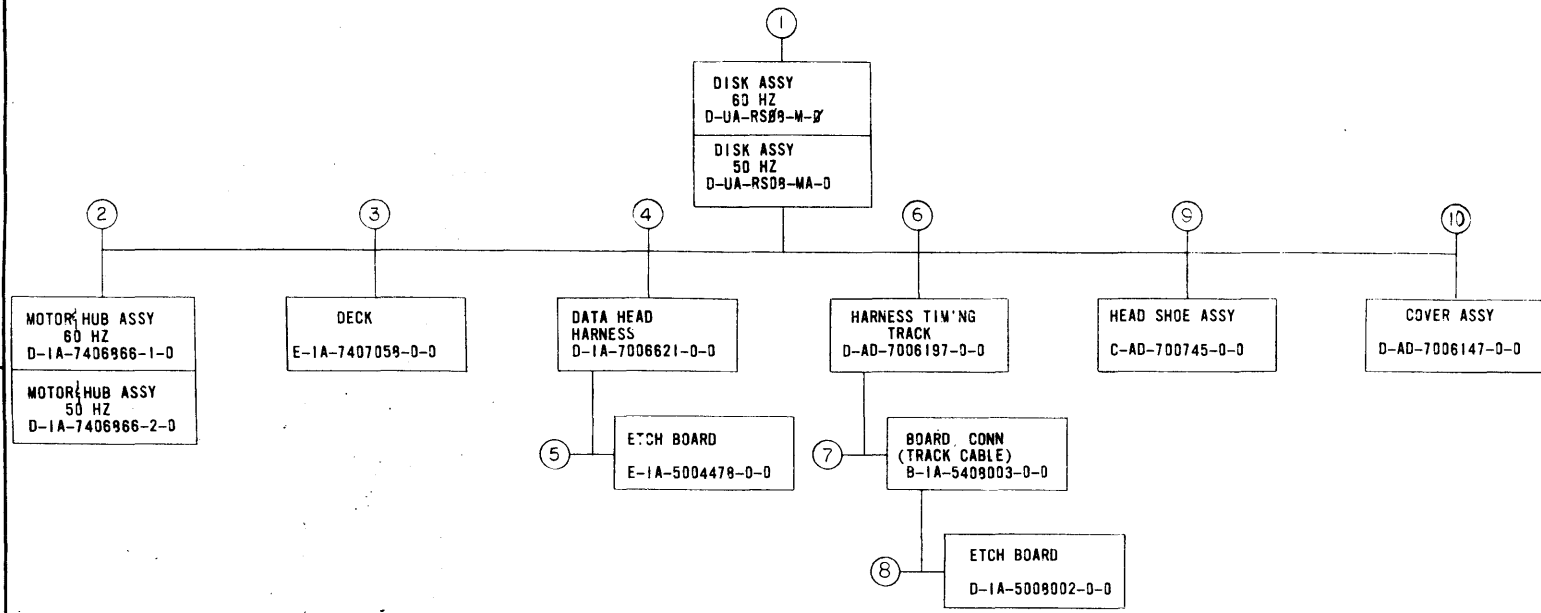 1
DISK ASSY
60 HZ
D-UA-RS08-M-0
DISK ASSY
50 HZ
D-UA-RS08-MA-0
2
3
4
6
9
10
MOTOR HUB ASSY
60 HZ
D-IA-7406866-1-0
MOTOR HUB ASSY
50 HZ
D-IA-7406866-2-0
DECK
E-IA-7407058-0-0
DATA HEAD
HARNESS
D-IA-7006621-0-0
HARNESS TIM'NG
TRACK
D-AD-7006197-0-0
HEAD SHOE ASSY
C-AD-700745-0-0
COVER ASSY
D-AD-7006147-0-0
5
ETCH BOARD
E-IA-5004478-0-0
7
BOARD, CONN
(TRACK CABLE)
B-IA-5408003-0-0
8
ETCH BOARD
D-IA-5008002-0-0